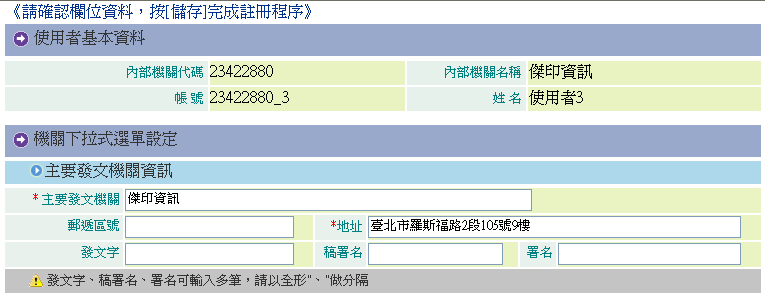 《請確認欄位資料，按[儲存]完成註冊程序》
使用者基本資料
內部機關代碼 23422880 內部機關名稱 傑印資訊
帳號 23422880_3 姓名 使用者3
機關下拉式選單設定
主要發文機關資訊
*主要發文機關 傑印資訊
郵遞區號 *地址 臺北市羅斯福路2段105號9樓
發文字 稿署名 署名
發文字、稿署名、署名可輸入多筆，請以全形"、"做分隔